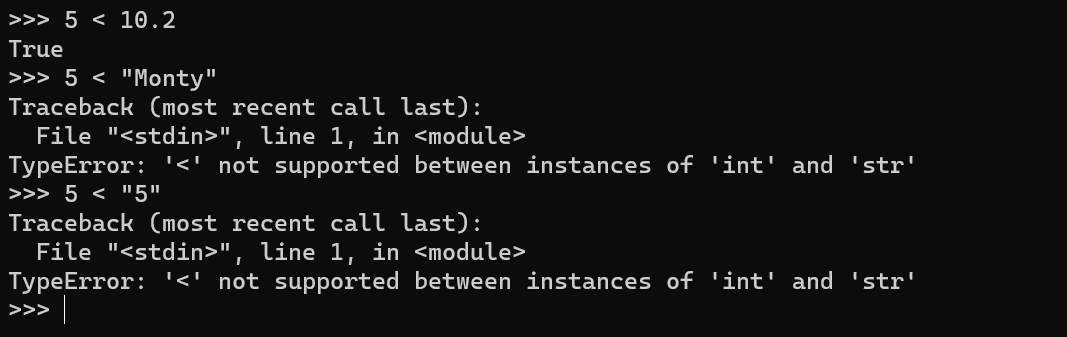 >>> 5 < 10.2
True
>>> 5 < "Monty"
Traceback (most recent call last):
  File "<stdin>", line 1, in <module>
TypeError: '<' not supported between instances of 'int' and 'str'
>>> 5 < "5"
Traceback (most recent call last):
  File "<stdin>", line 1, in <module>
TypeError: '<' not supported between instances of 'int' and 'str'
>>>